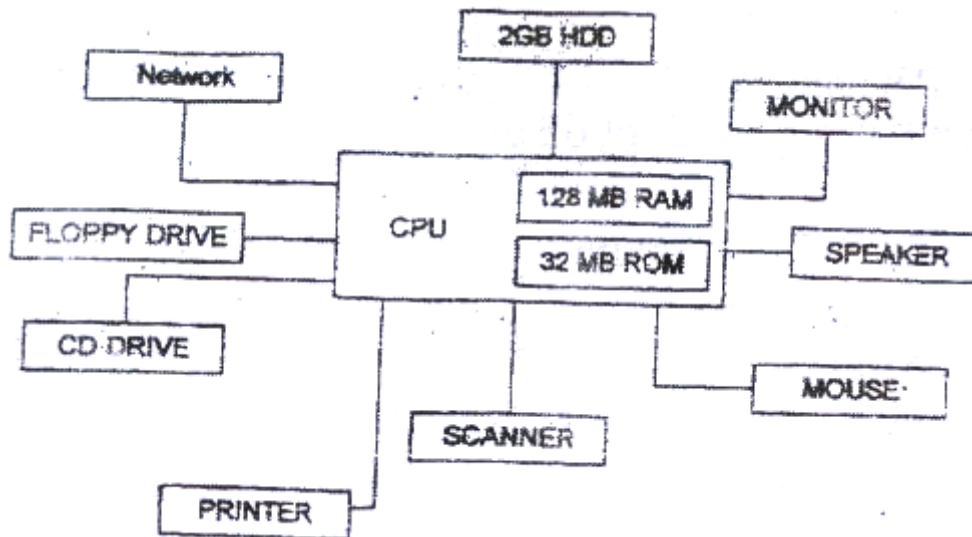 2GB HDD
Network
MONITOR
128 MB RAM
CPU
FLOPPY DRIVE
32 MB ROM
SPEAKER
CD DRIVE
MOUSE
SCANNER
PRINTER